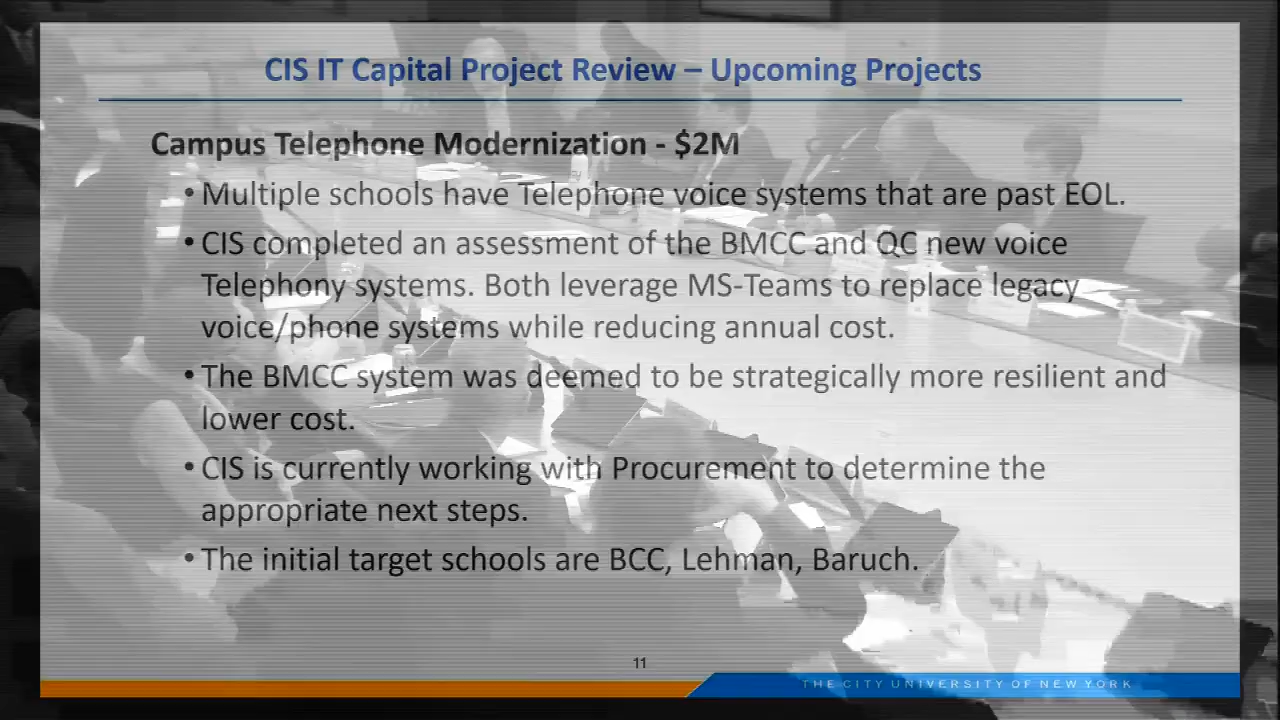 CIS IT Capital Project Review – Upcoming Projects
Campus Telephone Modernization - $2M
• Multiple schools have Telephone voice systems that are past EOL.
• CIS completed an assessment of the BMCC and QC new voice
Telephony systems. Both leverage MS-Teams to replace legacy
voice/phone systems while reducing annual cost.
• The BMCC system was deemed to be strategically more resilient and
lower cost.
• CIS is currently working with Procurement to determine the
appropriate next steps.
• The initial target schools are BCC, Lehman, Baruch.
11
THE CITY UNIVERSITY OF NEW YORK